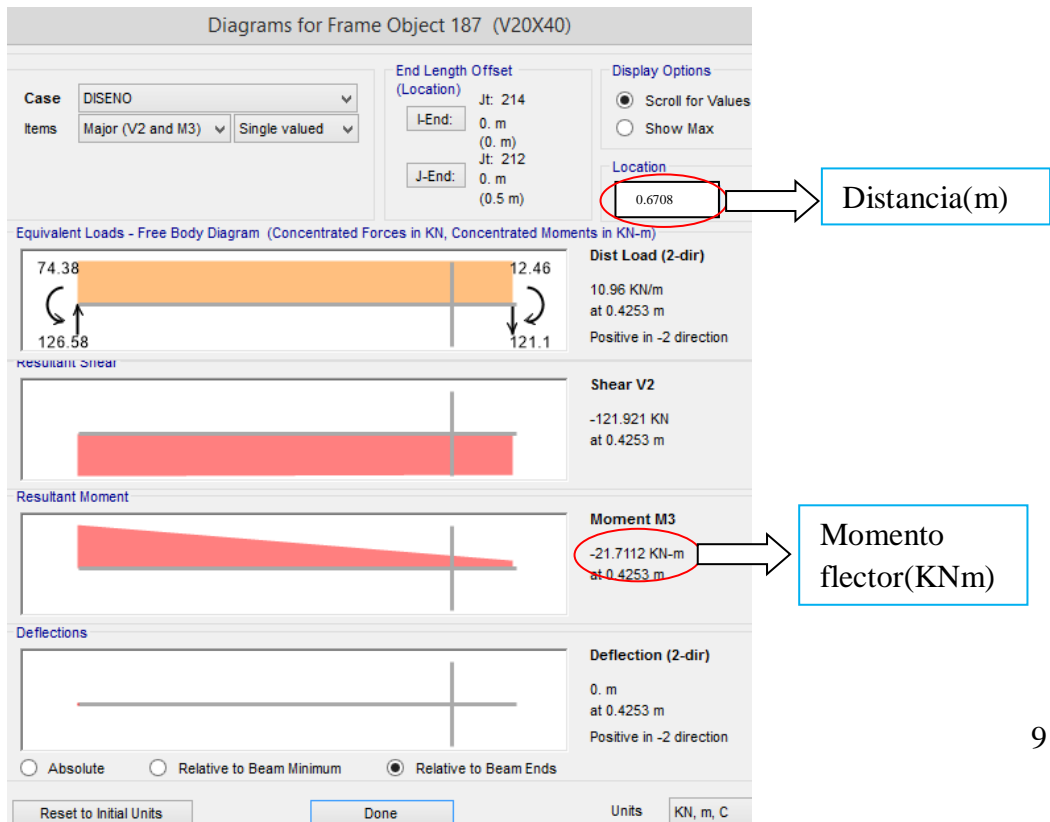 Diagrams for Frame Object 187 (V20X40)
Case DISENO
Items Major (V2 and M3) Single valued
End Length Offset
(Location)
I-End:
Jt: 214
0. m
(0. m)
J-End:
Jt: 212
0. m
(0.5 m)
Display Options
Scroll for Values
Show Max
Location
0.6708
Distancia(m)
Equivalent Loads - Free Body Diagram (Concentrated Forces in KN, Concentrated Moments in KN-m)
74.38
12.46
126.58
121.1
Dist Load (2-dir)
10.96 KN/m
at 0.4253 m
Positive in -2 direction
Resultant Shear
Shear V2
-121.921 KN
at 0.4253 m
Resultant Moment
Moment M3
-21.7112 KN-m
at 0.4253 m
Momento
flector(KNm)
Deflections
Deflection (2-dir)
0. m
at 0.4253 m
Positive in -2 direction
9
Absolute Relative to Beam Minimum Relative to Beam Ends
Reset to Initial Units Done Units KN, m, C